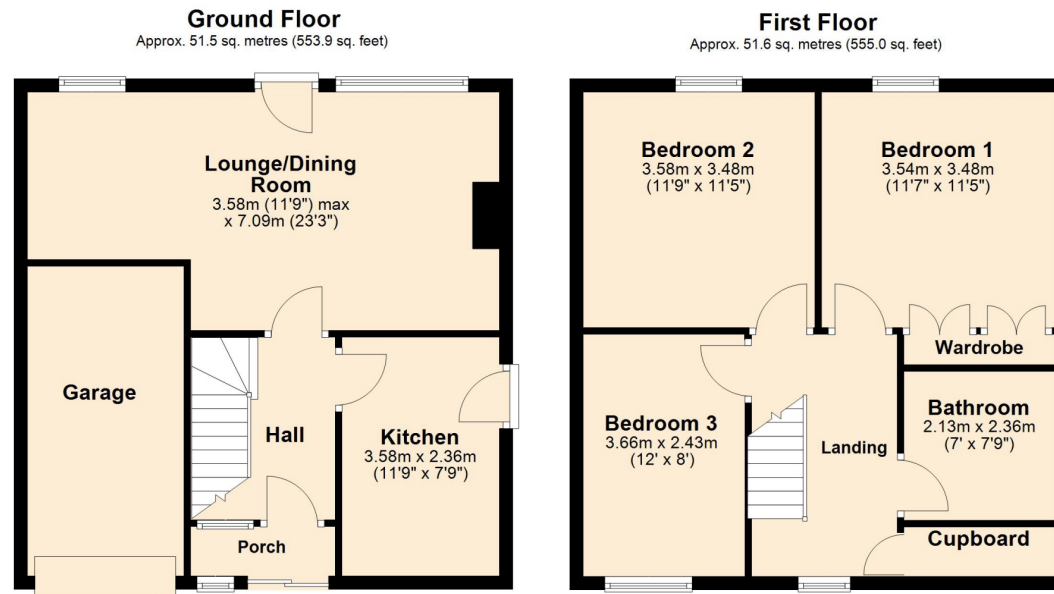 Ground Floor
Approx. 51.5 sq. metres (553.9 sq. feet)
Lounge/Dining
Room
3.58m (11'9") max
x 7.09m (23'3")
Garage
Hall
Kitchen
3.58m x 2.36m
(11'9" x 7'9")
Porch
First Floor
Approx. 51.6 sq. metres (555.0 sq. feet)
Bedroom 2
3.58m x 3.48m
(11'9" x 11'5")
Bedroom 1
3.54m x 3.48m
(11'7" x 11'5")
Wardrobe
Bedroom 3
3.66m x 2.43m
(12' x 8')
Landing
Bathroom
2.13m x 2.36m
(7' x 7'9")
Cupboard